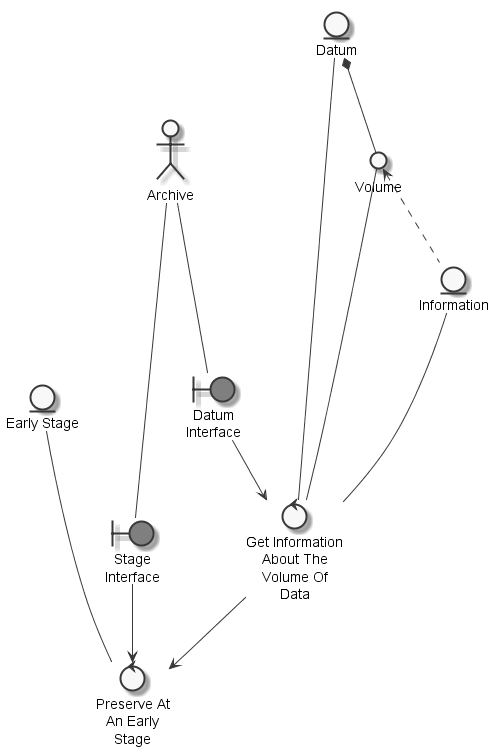 Datum
Archive
Volume
Information
Datum
Interface
Early Stage
Get Information
About The
Volume Of
Data
Stage
Interface
Preserve At
An Early
Stage